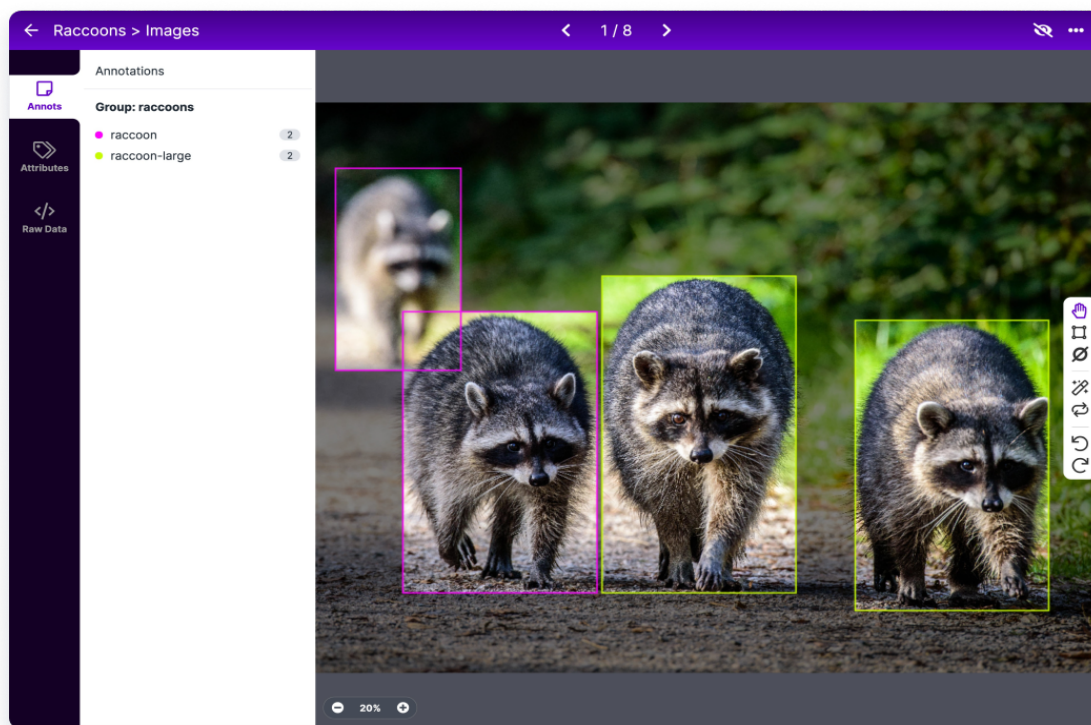 Raccoons > Images
1 / 8
Annots
Attributes
</>
Raw Data
Annotations
Group: raccoons
raccoon 2
raccoon-large 2
20%